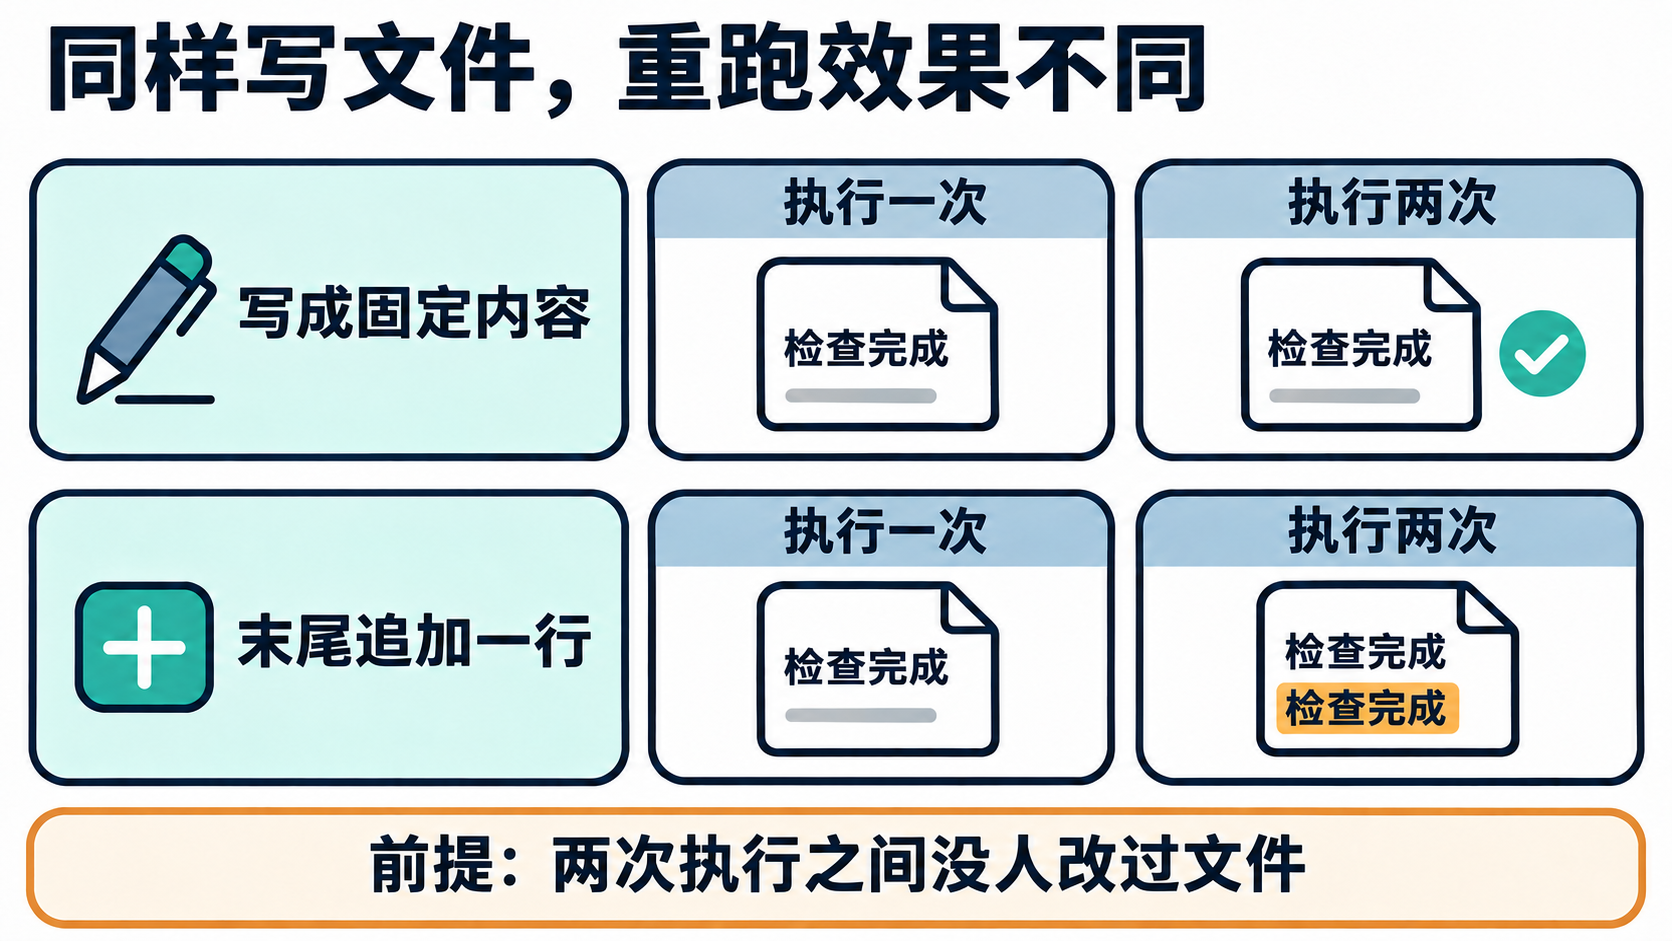 同样写文件，重跑效果不同
写成固定内容
执行一次
检查完成
执行两次
检查完成
末尾追加一行
执行一次
检查完成
执行两次
检查完成
检查完成
前提：两次执行之间没人改过文件